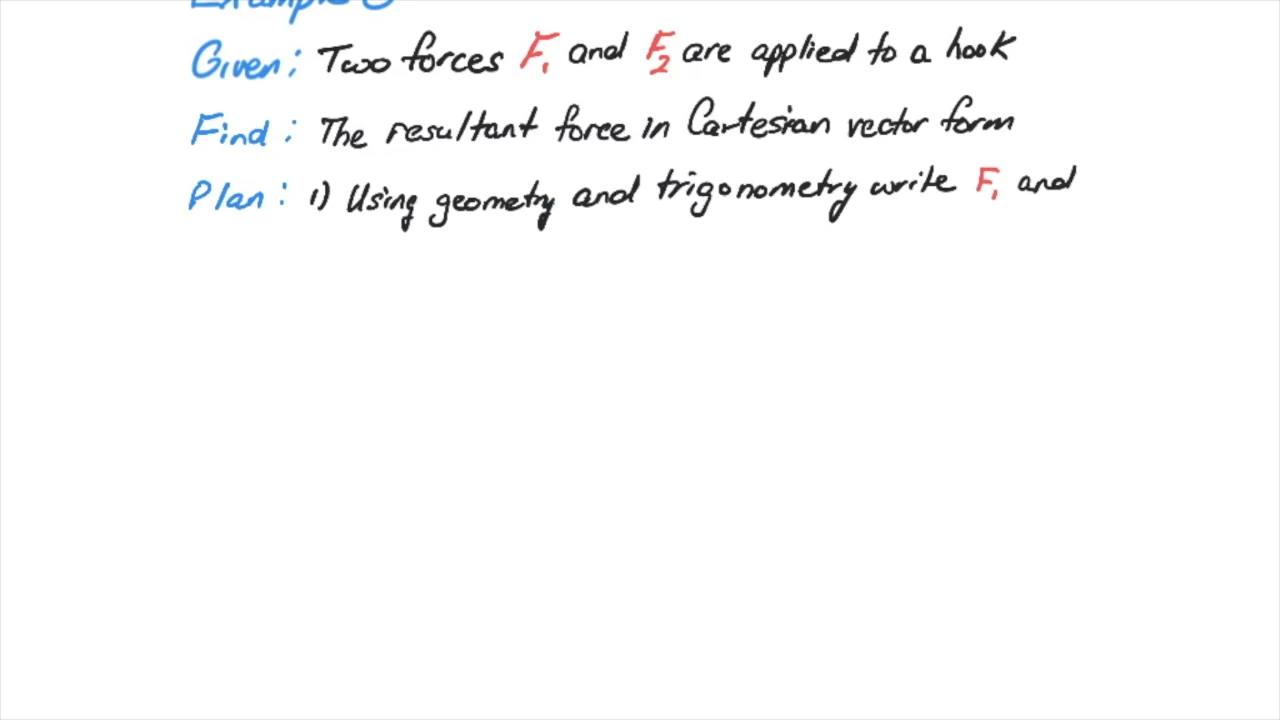 Example
Given: Two forces F₁ and F₂ are applied to a hook
Find: The resultant force in Cartesian vector form
Plan: 1) Using geometry and trigonometry write F₁ and